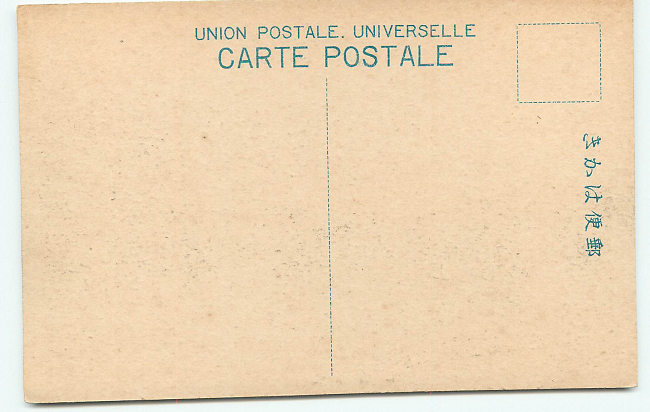 UNION POSTALE. UNIVERSELLE
CARTE POSTALE
郵便はかき